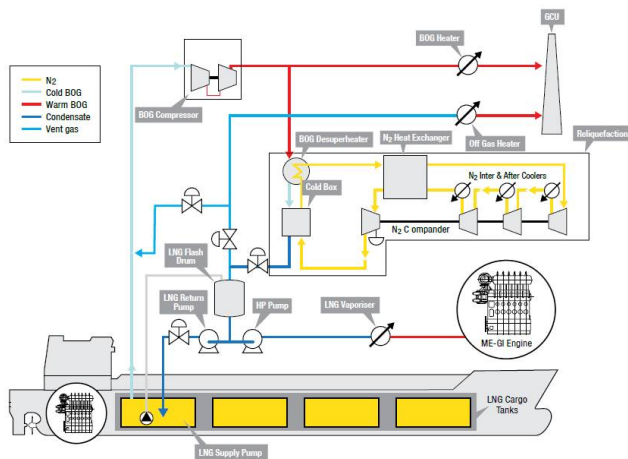 BOG Heater
GCU
N₂
Cold BOG
Warm BOG
Condensate
Vent gas
BOG Compressor
BOG Desuperheater
N₂ Heat Exchanger
Off Gas Heater
Reliquefaction
Cold Box
N₂ Inter & After Coolers
N₂ C ompander
LNG Flash
Drum
LNG Return
Pump
HP Pump
LNG Vaporiser
ME-GI Engine
LNG Cargo
Tanks
LNG Supply Pump